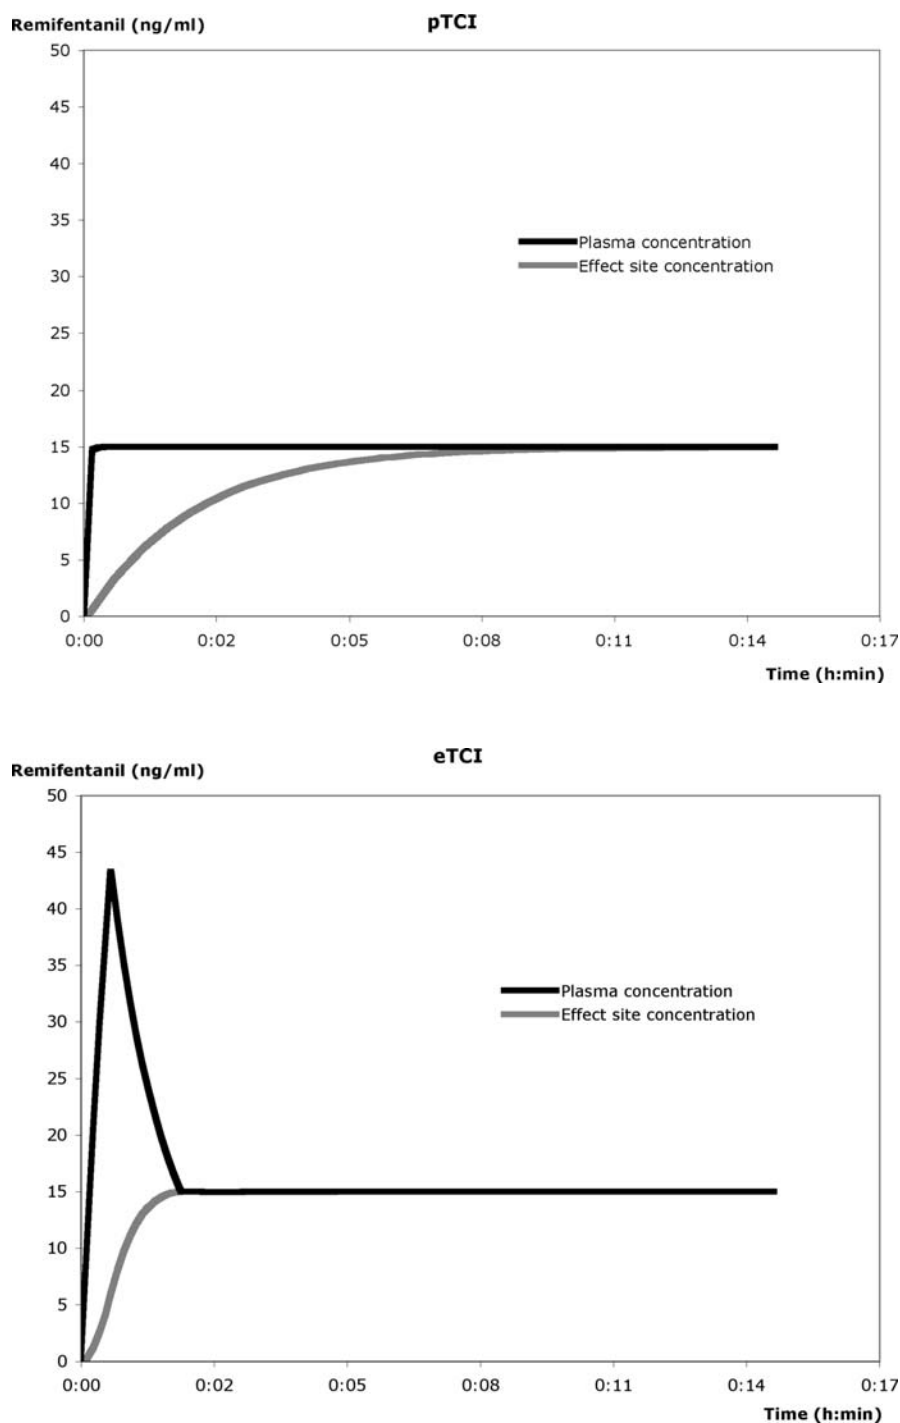 pTCI
Remifentanil (ng/ml)
50
45
40
35
30
25
20
15
10
5
0
Plasma concentration
Effect site concentration
0:00 0:02 0:05 0:08 0:11 0:14 0:17
Time (h:min)
eTCI
Remifentanil (ng/ml)
50
45
40
35
30
25
20
15
10
5
0
Plasma concentration
Effect site concentration
0:00 0:02 0:05 0:08 0:11 0:14 0:17
Time (h:min)